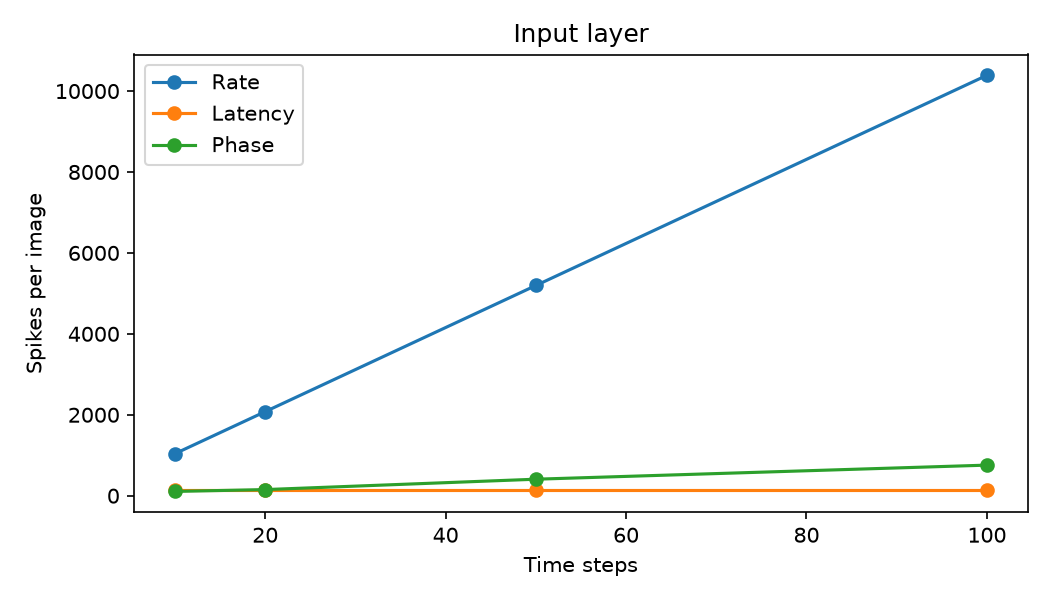 Input layer
Rate
Latency
Phase
Spikes per image
10000
8000
6000
4000
2000
0
20 40 60 80 100
Time steps